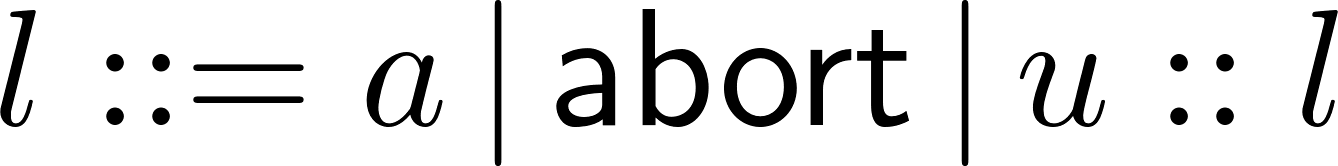 l ::= a | abort | u :: l